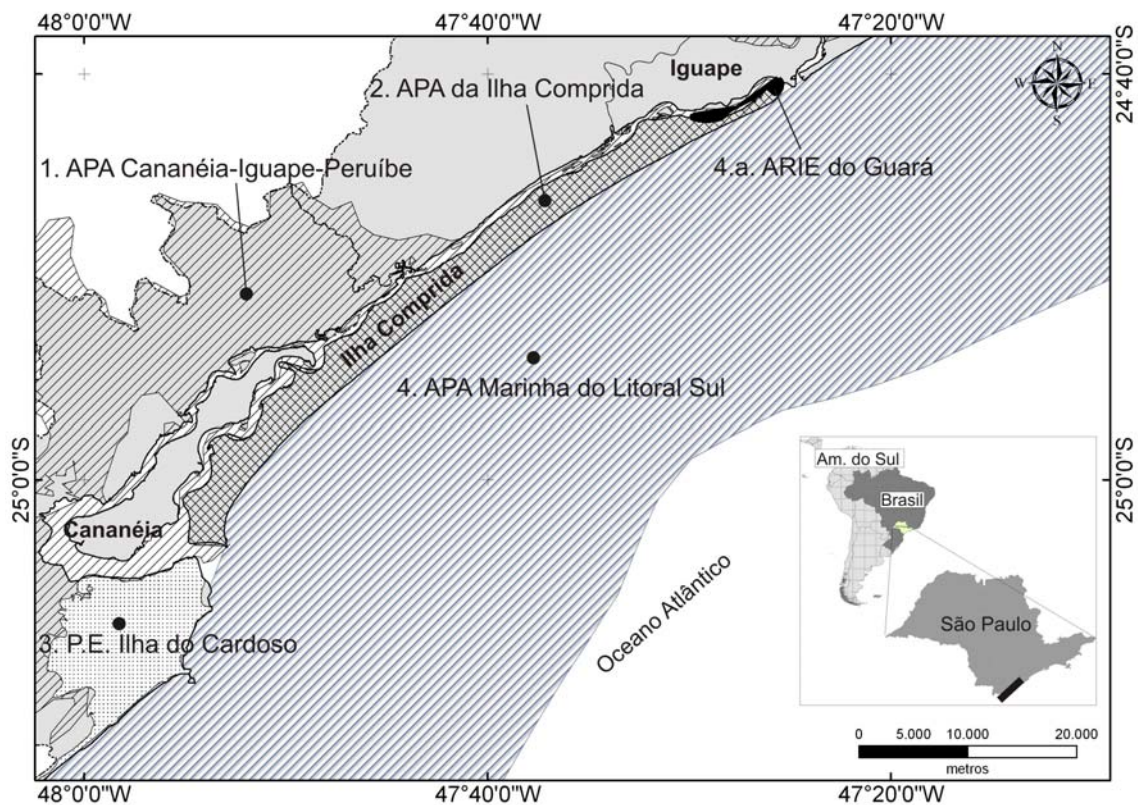 48°0'0"W
47°40'0"W
47°20'0"W
24°40'0"S
Iguape
2. APA da Ilha Comprida
N
W
E
S
1. APA Cananéia-Iguape-Peruíbe
4.a. ARIE do Guará
Ilha Comprida
4. APA Marinha do Litoral Sul
25°0'0"S
25°0'0"S
Am. do Sul
Brasil
Cananéia
São Paulo
Oceano Atlântico
3. P.E. Ilha do Cardoso
0 5.000 10.000 20.000
metros
48°0'0"W
47°40'0"W
47°20'0"W